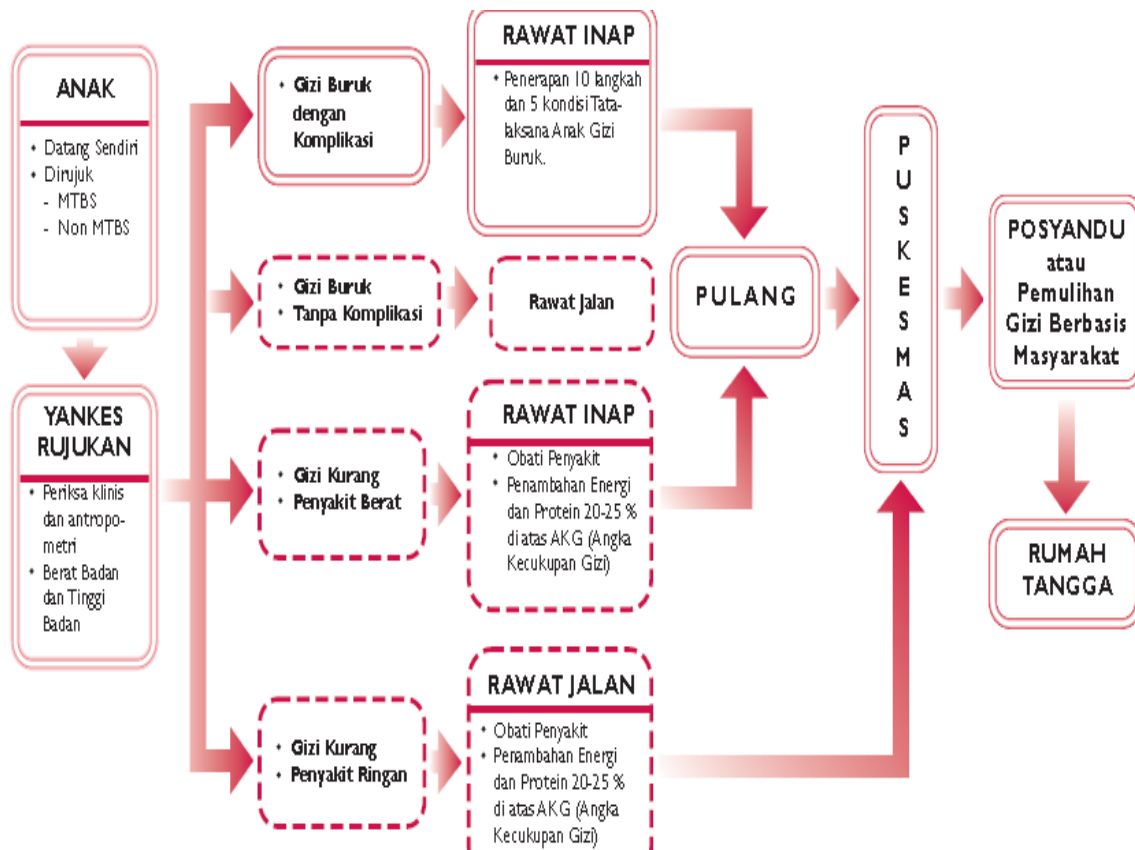 ANAK
• Datang Sendiri
• Dirujuk
- MTBS
- Non MTBS
YANKES
RUJUKAN
• Periksa klinis
dan antropo-
metri
• Berat Badan
dan Tinggi
Badan
• Gizi Buruk
dengan
Komplikasi
RAWAT INAP
• Penerapan 10 langkah
dan 5 kondisi Tata-
laksana Anak Gizi
Buruk.
• Gizi Buruk
• Tanpa Komplikasi
Rawat Jalan
• Gizi Kurang
• Penyakit Berat
RAWAT INAP
• Obati Penyakit
• Penambahan Energi
dan Protein 20-25 %
di atas AKG (Angka
Kecukupan Gizi)
• Gizi Kurang
• Penyakit Ringan
RAWAT JALAN
• Obati Penyakit
• Penambahan Energi
dan Protein 20-25 %
di atas AKG (Angka
Kecukupan Gizi)
PULANG
P
U
S
K
E
S
M
A
S
POSYANDU
atau
Pemulihan
Gizi Berbasis
Masyarakat
RUMAH
TANGGA